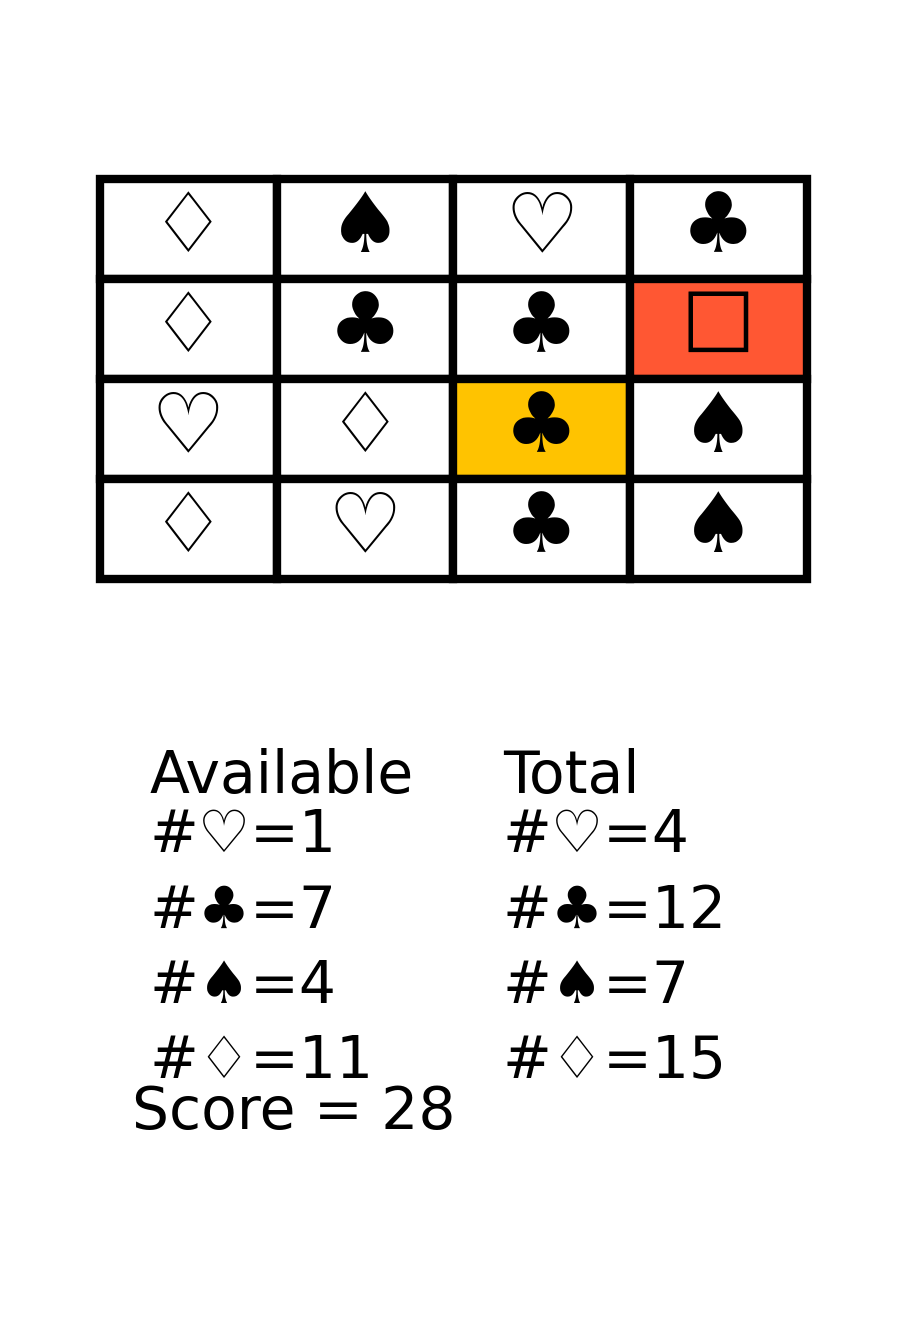 ♢ ♠ ♡ ♣
♢ ♣ ♣ □
♡ ♢ ♣ ♠
♢ ♡ ♣ ♠
Available Total
#♡=1 #♡=4
#♣=7 #♣=12
#♠=4 #♠=7
#♢=11 #♢=15
Score = 28